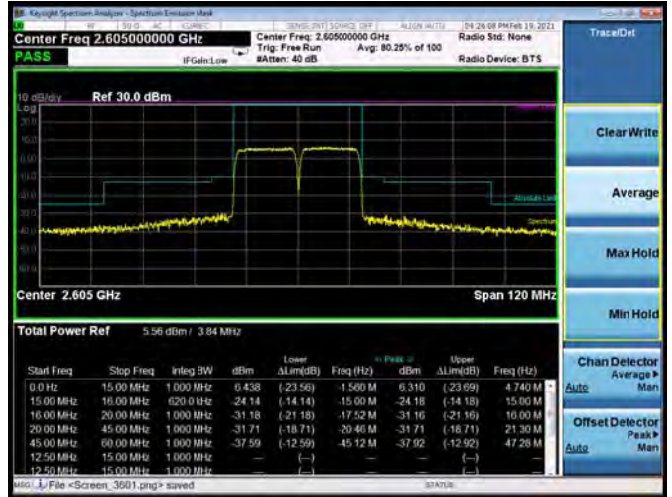 Keysight Spectrum Analyzer - Spectrum Emission Mask
04:26:08 PM Feb 19, 2021
Center Freq 2.605000000 GHz
Center Freq: 2.605000000 GHz
Radio Std: None
Trace/Det
PASS
IFGain:Low
Trig: Free Run
Avg: 80.25% of 100
#Atten: 40 dB
Radio Device: BTS
10 dB/div
Ref 30.0 dBm
Log
Absolute Limit
Spectrum
Center 2.605 GHz
Span 120 MHz
Total Power Ref 5.56 dBm / 3.84 MHz
Lower Peak Upper
Start Freq Stop Freq Integ BW dBm ΔLim(dB) Freq (Hz) dBm ΔLim(dB) Freq (Hz)
0.0 Hz 15.00 MHz 1.000 MHz 6.438 (-23.56) -1.560 M 6.310 (-23.69) 4.740 M
15.00 MHz 16.00 MHz 620.0 kHz -24.14 (-14.14) -15.00 M -24.18 (-14.18) 15.00 M
16.00 MHz 20.00 MHz 1.000 MHz -31.18 (-21.18) -17.52 M -31.16 (-21.16) 16.00 M
20.00 MHz 45.00 MHz 1.000 MHz -31.71 (-18.71) -20.46 M -31.71 (-18.71) 21.30 M
45.00 MHz 60.00 MHz 1.000 MHz -37.59 (-12.59) -45.12 M -37.92 (-12.92) 47.28 M
12.50 MHz 15.00 MHz 1.000 MHz — (—) — (—)
12.50 MHz 15.00 MHz 1.000 MHz — (—) — (—)
MSG File <Screen_3601.png> saved
STATUS
Clear Write
Average
Max Hold
Min Hold
Chan Detector
Average
Auto Man
Offset Detector
Peak
Auto Man